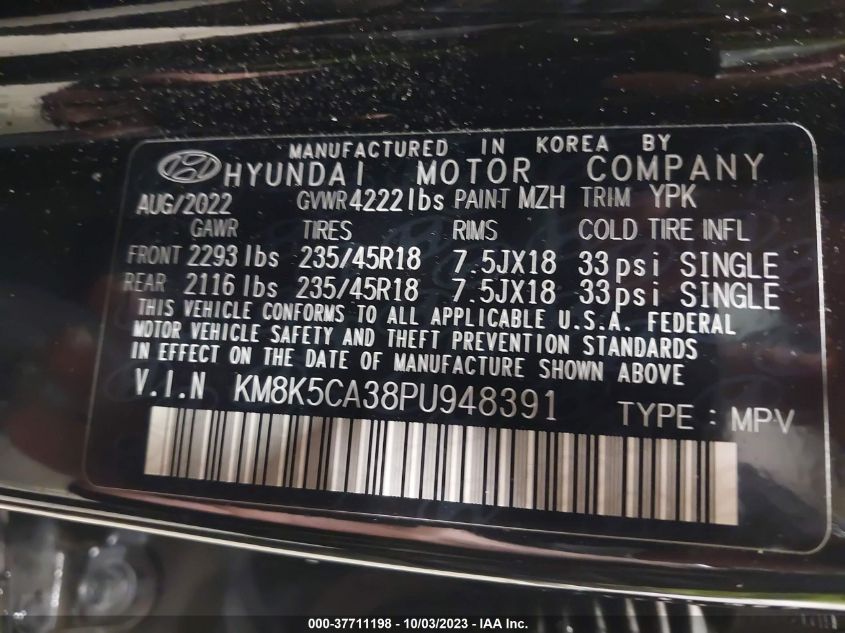 MANUFACTURED IN KOREA BY
HYUNDAI MOTOR COMPANY
AUG/2022 GVWR 4222lbs PAINT MZH TRIM YPK
GAWR TIRES RIMS COLD TIRE INFL
FRONT 2293 lbs 235/45R18 7.5JX18 33psi SINGLE
REAR 2116 lbs 235/45R18 7.5JX18 33psi SINGLE
THIS VEHICLE CONFORMS TO ALL APPLICABLE U.S.A. FEDERAL
MOTOR VEHICLE SAFETY AND THEFT PREVENTION STANDARDS
IN EFFECT ON THE DATE OF MANUFACTURE SHOWN ABOVE
V.I.N KM8K5CA38PU948391 TYPE : MPV
000-37711198 - 10/03/2023 - IAA Inc.